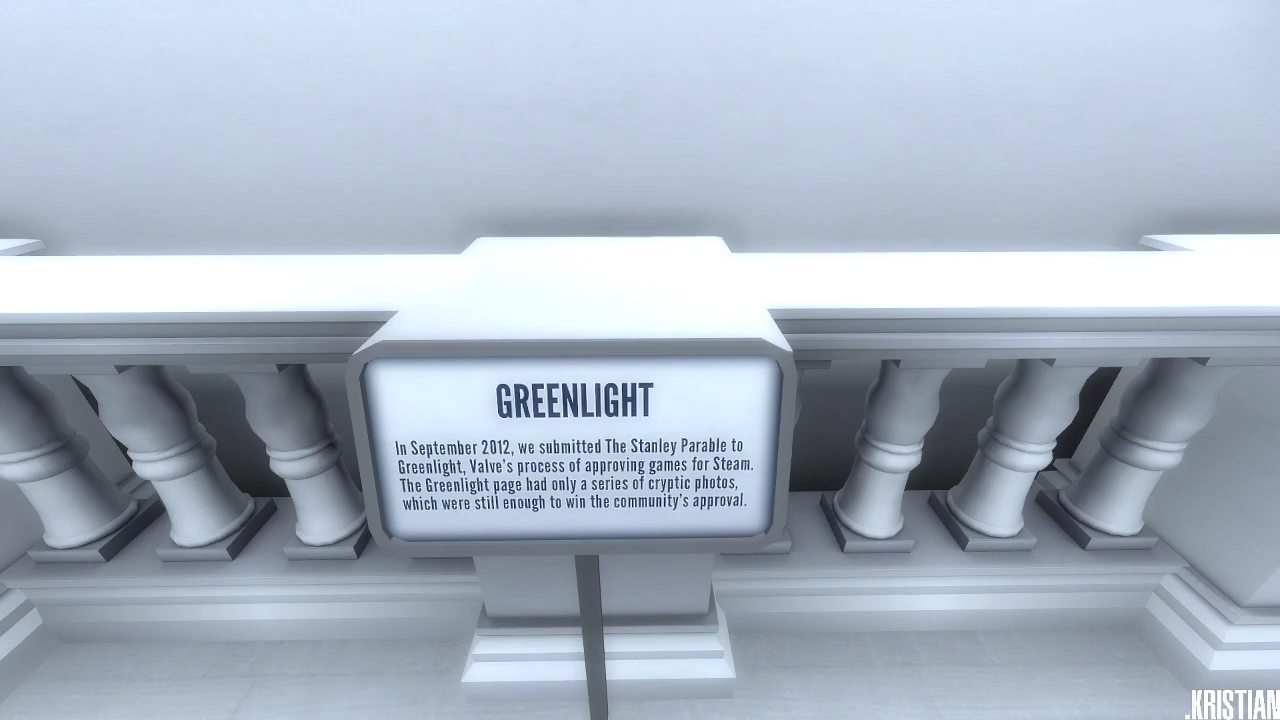 GREENLIGHT
In September 2012, we submitted The Stanley Parable to
Greenlight, Valve's process of approving games for Steam.
The Greenlight page had only a series of cryptic photos,
which were still enough to win the community's approval.
.KRISTIAN